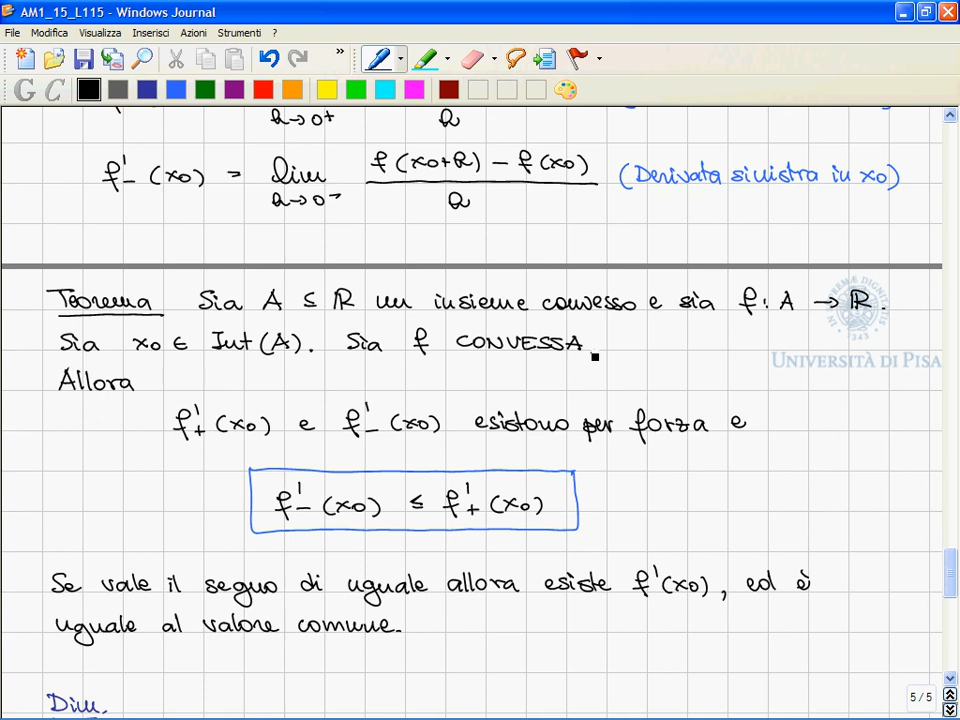 AM1_15_L115 - Windows Journal
File Modifica Visualizza Inserisci Azioni Strumenti ?
h→0+ h
f'₋(x0) = lim h→0⁻ f(x0+h) − f(x0) / h (Derivata sinistra in x0)
Teorema Sia A ⊆ ℝ un insieme convesso e sia f: A → ℝ.
Sia x0 ∈ Int(A). Sia f CONVESSA.
UNIVERSITÀ DI PISA
Allora
f'₊(x0) e f'₋(x0) esistono per forza e
f'₋(x0) ≤ f'₊(x0)
Se vale il segno di uguale allora esiste f'(x0), ed è
uguale al valore comune.
Dim.
5 / 5